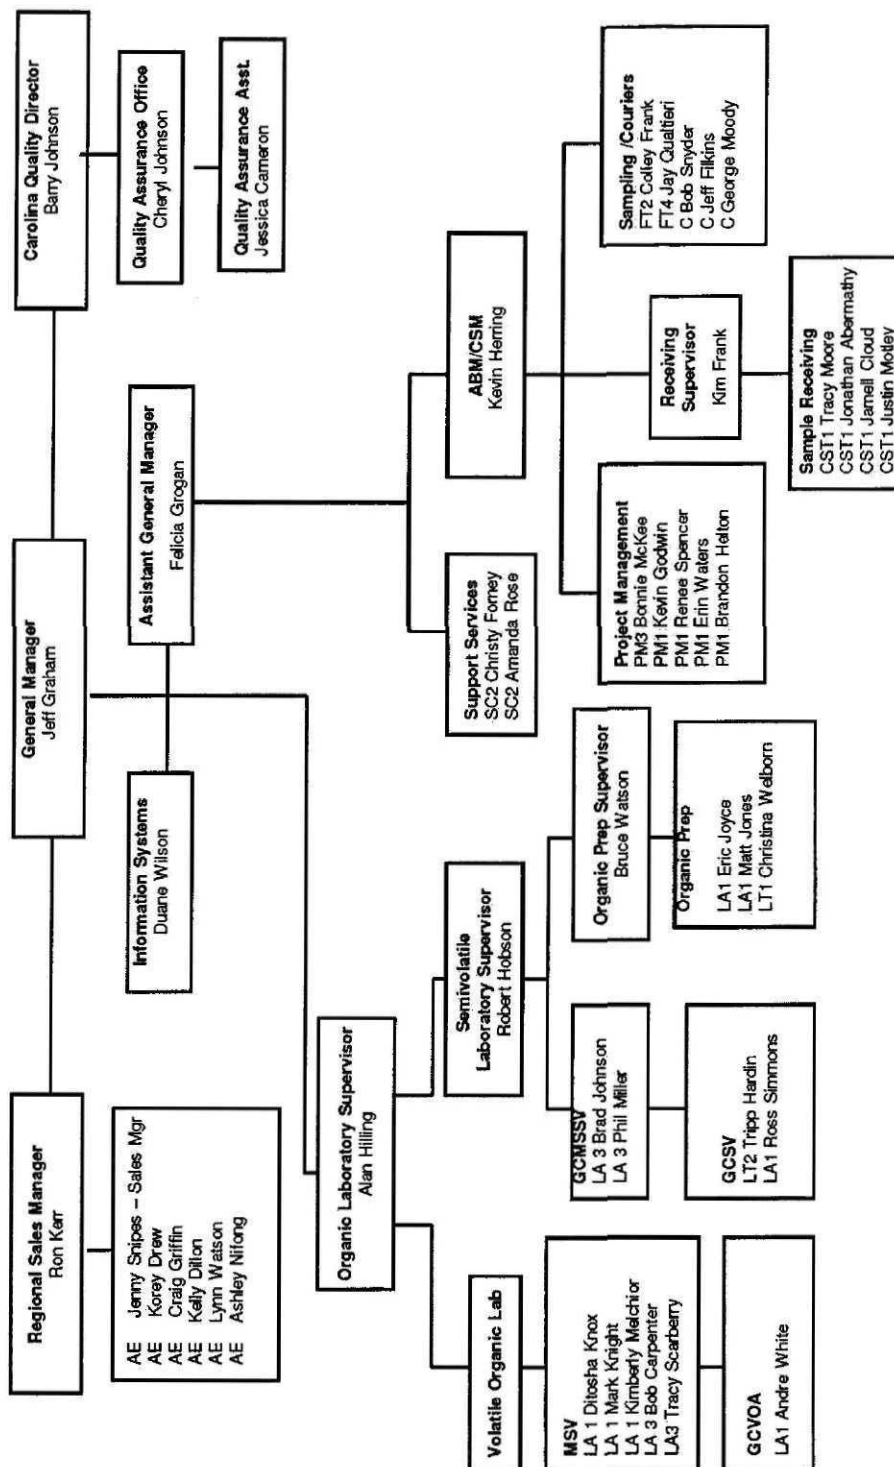 Regional Sales Manager
Ron Kerr
General Manager
Jeff Graham
Carolina Quality Director
Barry Johnson
AE Jenny Snipes – Sales Mgr
AE Korey Drew
AE Craig Griffin
AE Kelly Dillon
AE Lynn Watson
AE Ashley Nifong
Information Systems
Duane Wilson
Assistant General Manager
Felicia Grogan
Quality Assurance Office
Cheryl Johnson
Quality Assurance Asst.
Jessica Cameron
Organic Laboratory Supervisor
Alan Hilling
Volatile Organic Lab
Semivolatile
Laboratory Supervisor
Robert Hobson
Support Services
SC2 Christy Forney
SC2 Amanda Rose
ABM/CSM
Kevin Herring
MSV
LA 1 Ditosha Knox
LA 1 Mark Knight
LA 1 Kimberly Melchior
LA 3 Bob Carpenter
LA3 Tracy Scarberry
GCVOA
LA1 Andre White
GCMSSV
LA 3 Brad Johnson
LA 3 Phill Miller
GCSV
LT2 Tripp Hardin
LA1 Ross Simmons
Organic Prep Supervisor
Bruce Watson
Organic Prep
LA1 Eric Joyce
LA1 Matt Jones
LT1 Christina Welborn
Project Management
PM3 Bonnie McKee
PM1 Kevin Godwin
PM1 Renee Spencer
PM1 Erin Waters
PM1 Brandon Helton
Receiving
Supervisor
Kim Frank
Sample Receiving
CST1 Tracy Moore
CST1 Jonathan Abermathy
CST1 Jamell Cloud
CST1 Justin Motley
Sampling /Couriers
FT2 Colley Frank
FT4 Jay Qualtieri
C Bob Snyder
C Jeff Filkins
C George Moody